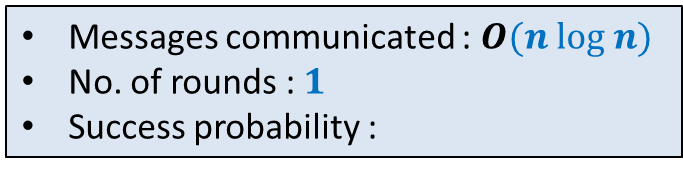 • Messages communicated : O(n log n)
• No. of rounds : 1
• Success probability :